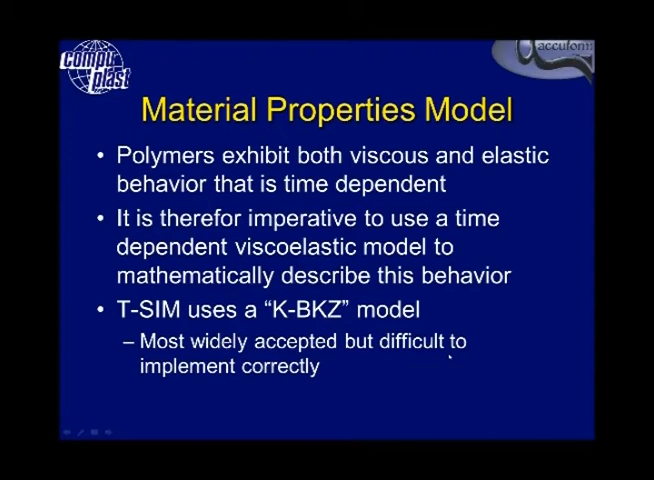 compu
plast
accuform
Material Properties Model
• Polymers exhibit both viscous and elastic
behavior that is time dependent
• It is therefor imperative to use a time
dependent viscoelastic model to
mathematically describe this behavior
• T-SIM uses a “K-BKZ” model
– Most widely accepted but difficult to
implement correctly